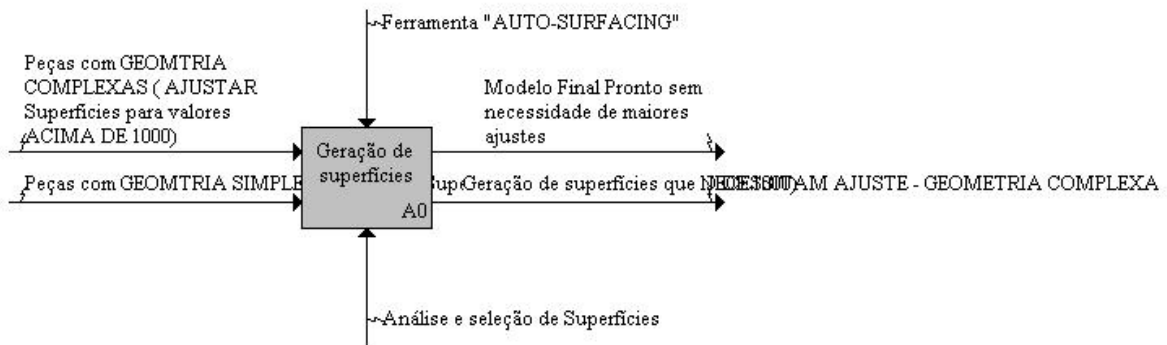 Ferramenta "AUTO-SURFACING"
Peças com GEOMTRIA
COMPLEXAS ( AJUSTAR
Superfícies para valores
ACIMA DE 1000)
Modelo Final Pronto sem
necessidade de maiores
ajustes
Geração de
superfícies
A0
Peças com GEOMTRIA SIMPLE
Geração de superfícies que NECESSITAM AJUSTE - GEOMETRIA COMPLEXA
Análise e seleção de Superfícies